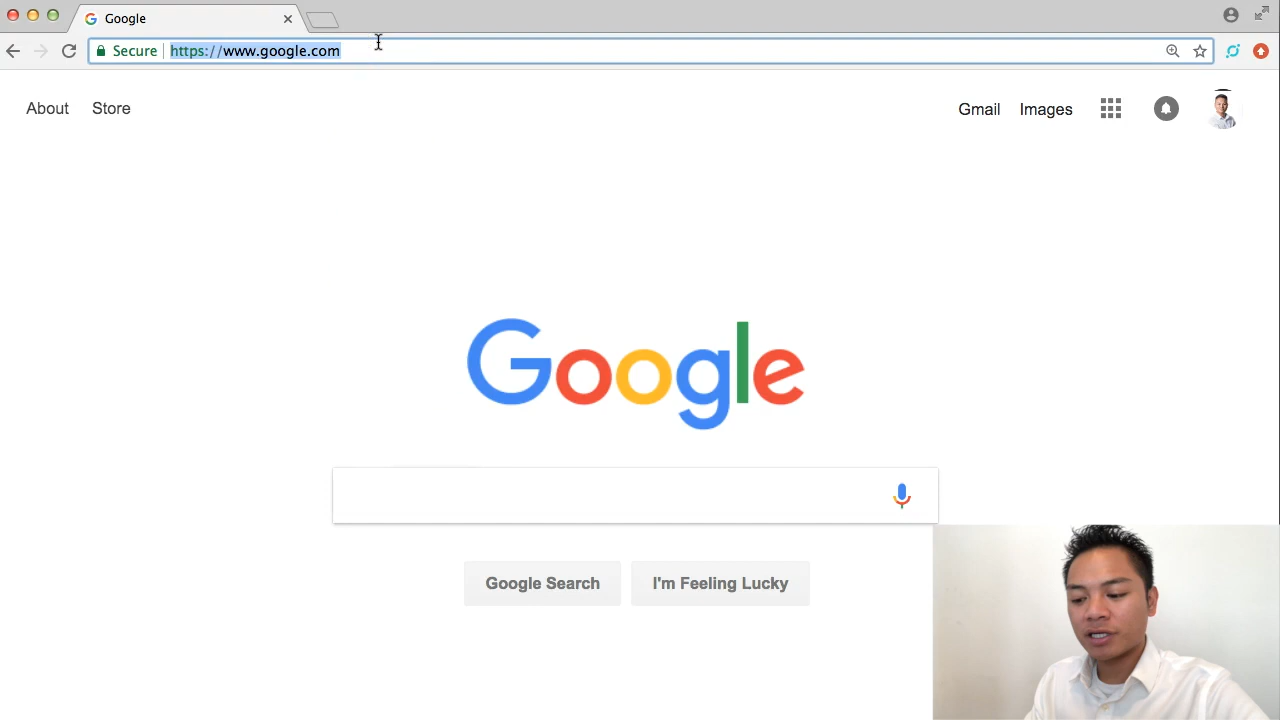 Google
Secure
https://www.google.com
About
Store
Gmail
Images
Google
Google Search
I'm Feeling Lucky